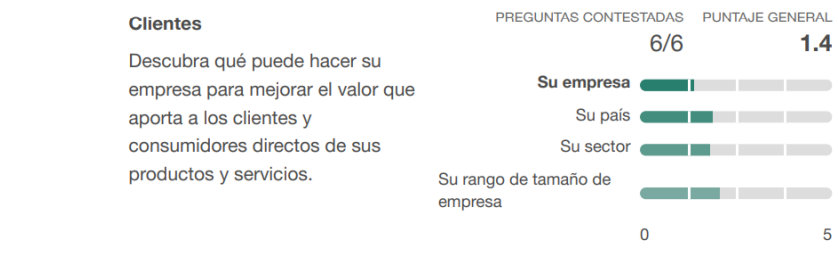 Clientes
Descubra qué puede hacer su
empresa para mejorar el valor que
aporta a los clientes y
consumidores directos de sus
productos y servicios.
PREGUNTAS CONTESTADAS
6/6
PUNTAJE GENERAL
1.4
Su empresa
Su país
Su sector
Su rango de tamaño de
empresa
0 5